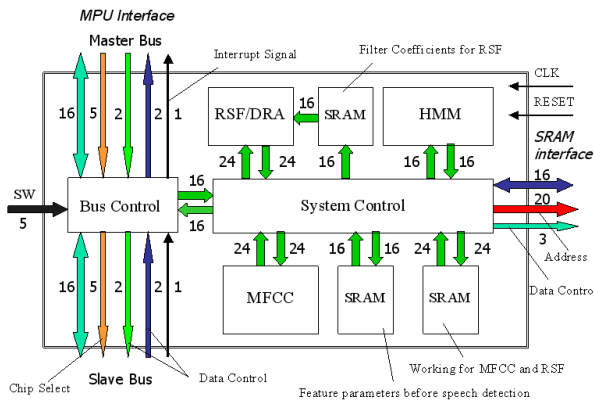 MPU Interface
Master Bus
Interrupt Signal
Filter Coefficients for RSF
CLK
RESET
16 5 2 2 1
RSF/DRA
16
SRAM
HMM
SRAM
interface
24 24 16 16 16
16
20
3
SW
5
Bus Control
16
16
System Control
Address
Data Contro
16 5 2 2 1
24 24 16 16 24 24
MFCC
SRAM
SRAM
Chip Select
Slave Bus
Data Control
Working for MFCC and RSF
Feature parameters before speech detection